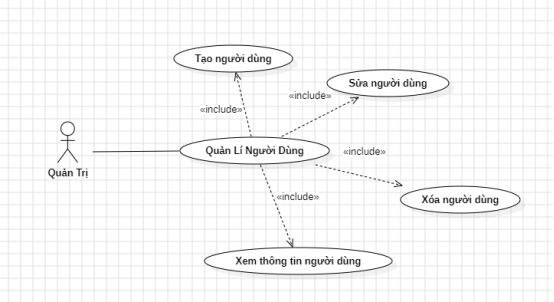 Tạo người dùng
Sửa người dùng
«include»
«include»
Quản Lí Người Dùng
«include»
Quản Trị
«include»
Xóa người dùng
Xem thông tin người dùng